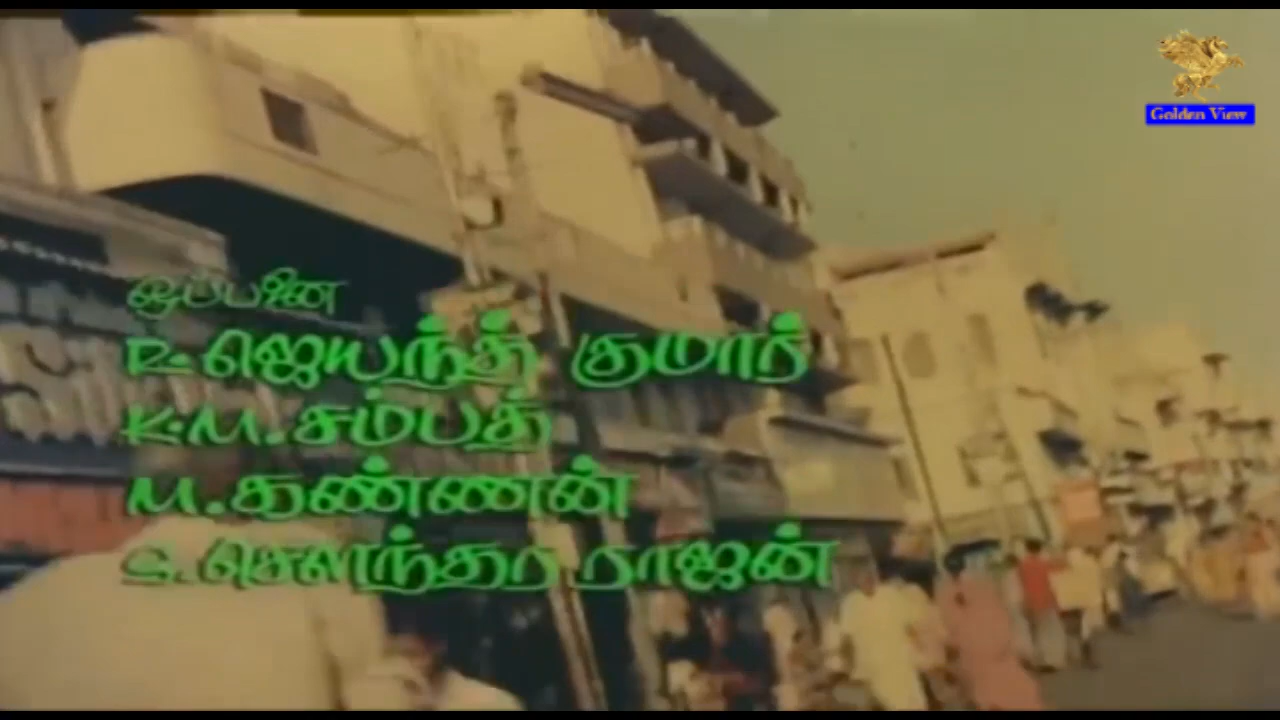 Golden View
ஒப்பனை
R. ஜெயந்த் குமார்
K.M. சம்பத்
M. கண்ணன்
S. சௌந்தர ராஜன்